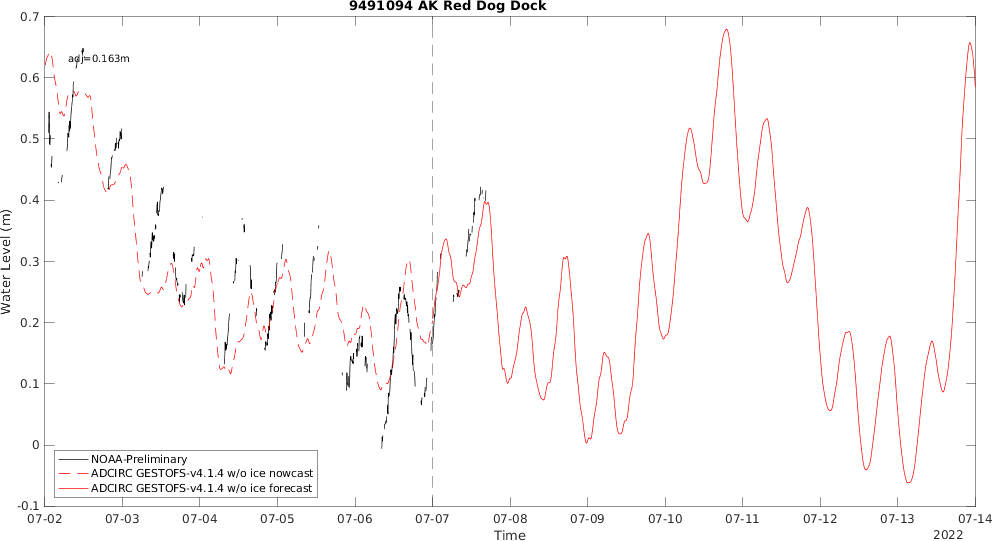 9491094 AK Red Dog Dock
0.7
adj=0.163m
0.6
0.5
0.4
0.3
0.2
0.1
0
-0.1
Water Level (m)
NOAA-Preliminary
ADCIRC GESTOFS-v4.1.4 w/o ice nowcast
ADCIRC GESTOFS-v4.1.4 w/o ice forecast
07-02 07-03 07-04 07-05 07-06 07-07 07-08 07-09 07-10 07-11 07-12 07-13 07-14
Time
2022